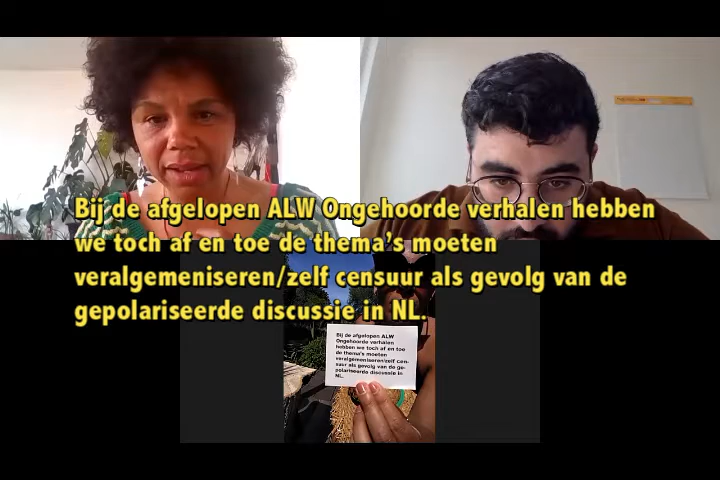 Bij de afgelopen ALW Ongehoorde verhalen hebben
we toch af en toe de thema's moeten
veralgemeniseren/zelf censuur als gevolg van de
gepolariseerde discussie in NL.
Bij de afgelopen ALW
Ongehoorde verhalen
hebben we toch af en toe
de thema's moeten
veralgemeniseren/zelf cen-
suur als gevolg van de ge-
polariseerde discussie in
NL.